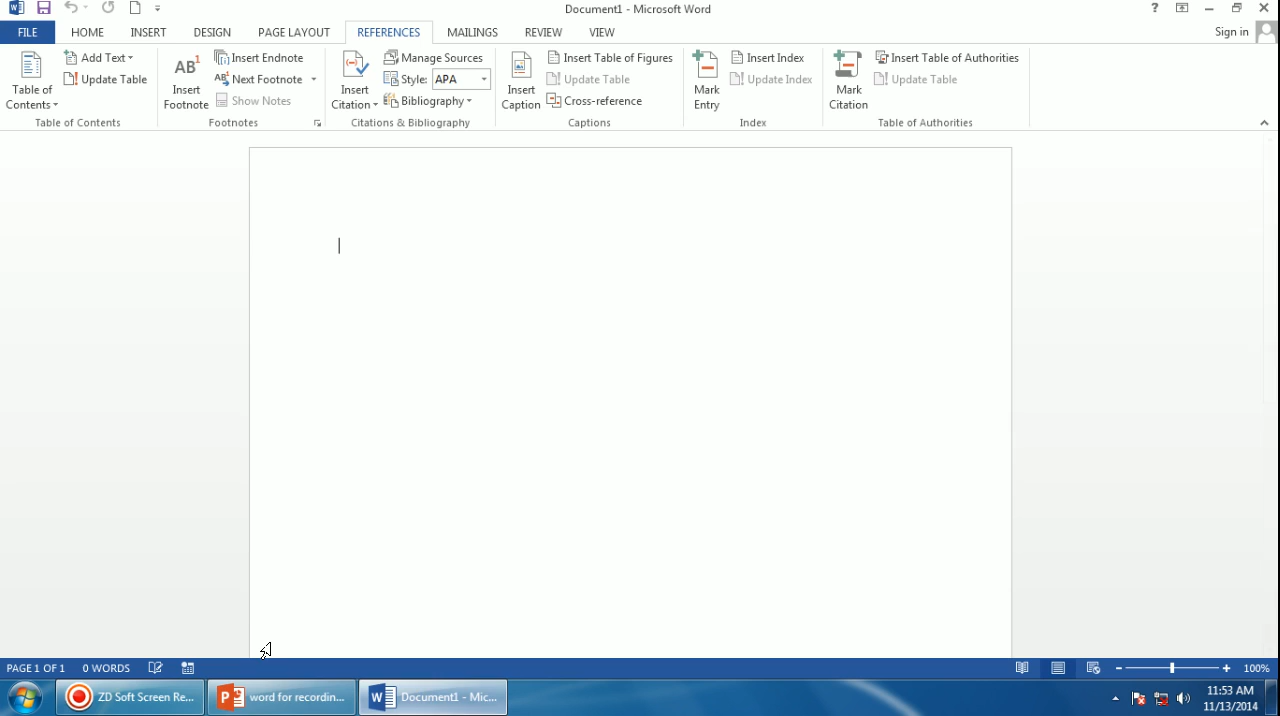 Document1 - Microsoft Word
?
Sign in
FILE HOME INSERT DESIGN PAGE LAYOUT REFERENCES MAILINGS REVIEW VIEW
Table of Contents
Add Text
Update Table
Table of Contents
AB1
Insert Footnote
Insert Endnote
Next Footnote
Show Notes
Footnotes
Insert Citation
Manage Sources
Style: APA
Bibliography
Citations & Bibliography
Insert Caption
Insert Table of Figures
Update Table
Cross-reference
Captions
Mark Entry
Insert Index
Update Index
Index
Mark Citation
Insert Table of Authorities
Update Table
Table of Authorities
PAGE 1 OF 1 0 WORDS 100%
ZD Soft Screen Re... word for recordin... Document1 - Mic...
11:53 AM
11/13/2014